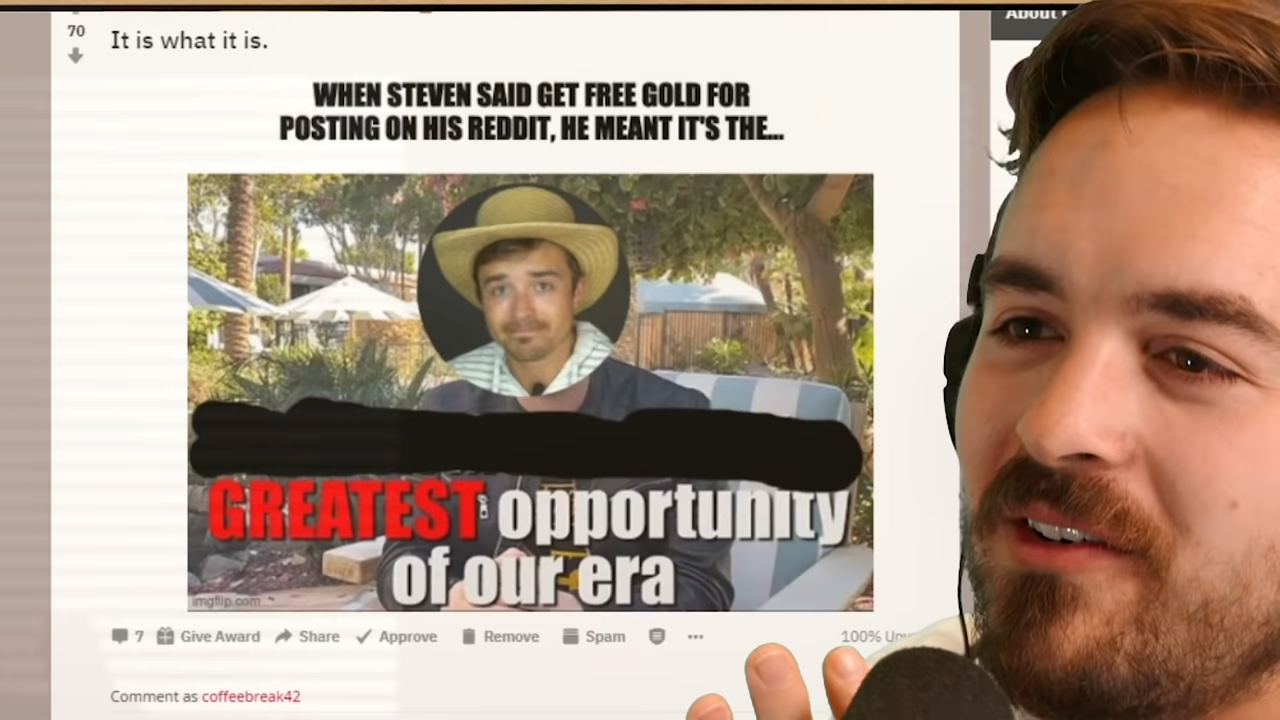 About
70
It is what it is.
WHEN STEVEN SAID GET FREE GOLD FOR
POSTING ON HIS REDDIT, HE MEANT IT'S THE...
GREATEST opportunity
of our era
imgflip.com
7 Give Award Share Approve Remove Spam ... 100%
Comment as coffeebreak42